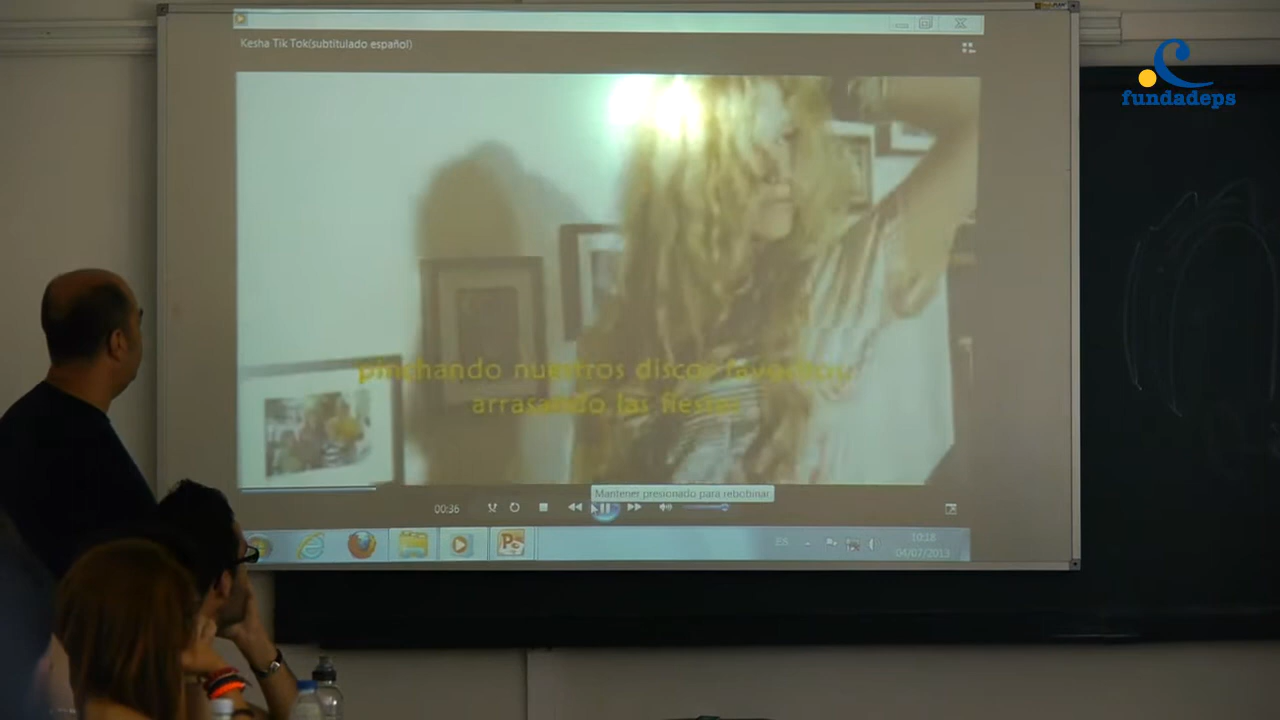 Kesha Tik Tok(subtitulado español)
fundadeps
pinchando nuestros discos favoritos
arrasando las fiestas
Mantener presionado para rebobinar
00:36
ES
10:18
04/07/2013